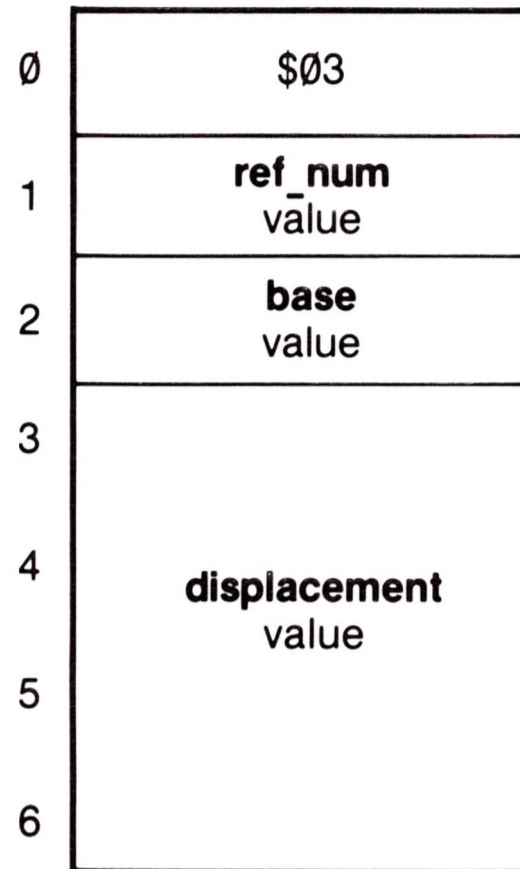 Ø $Ø3
1 ref_num
value
2 base
value
3
4
displacement
value
5
6